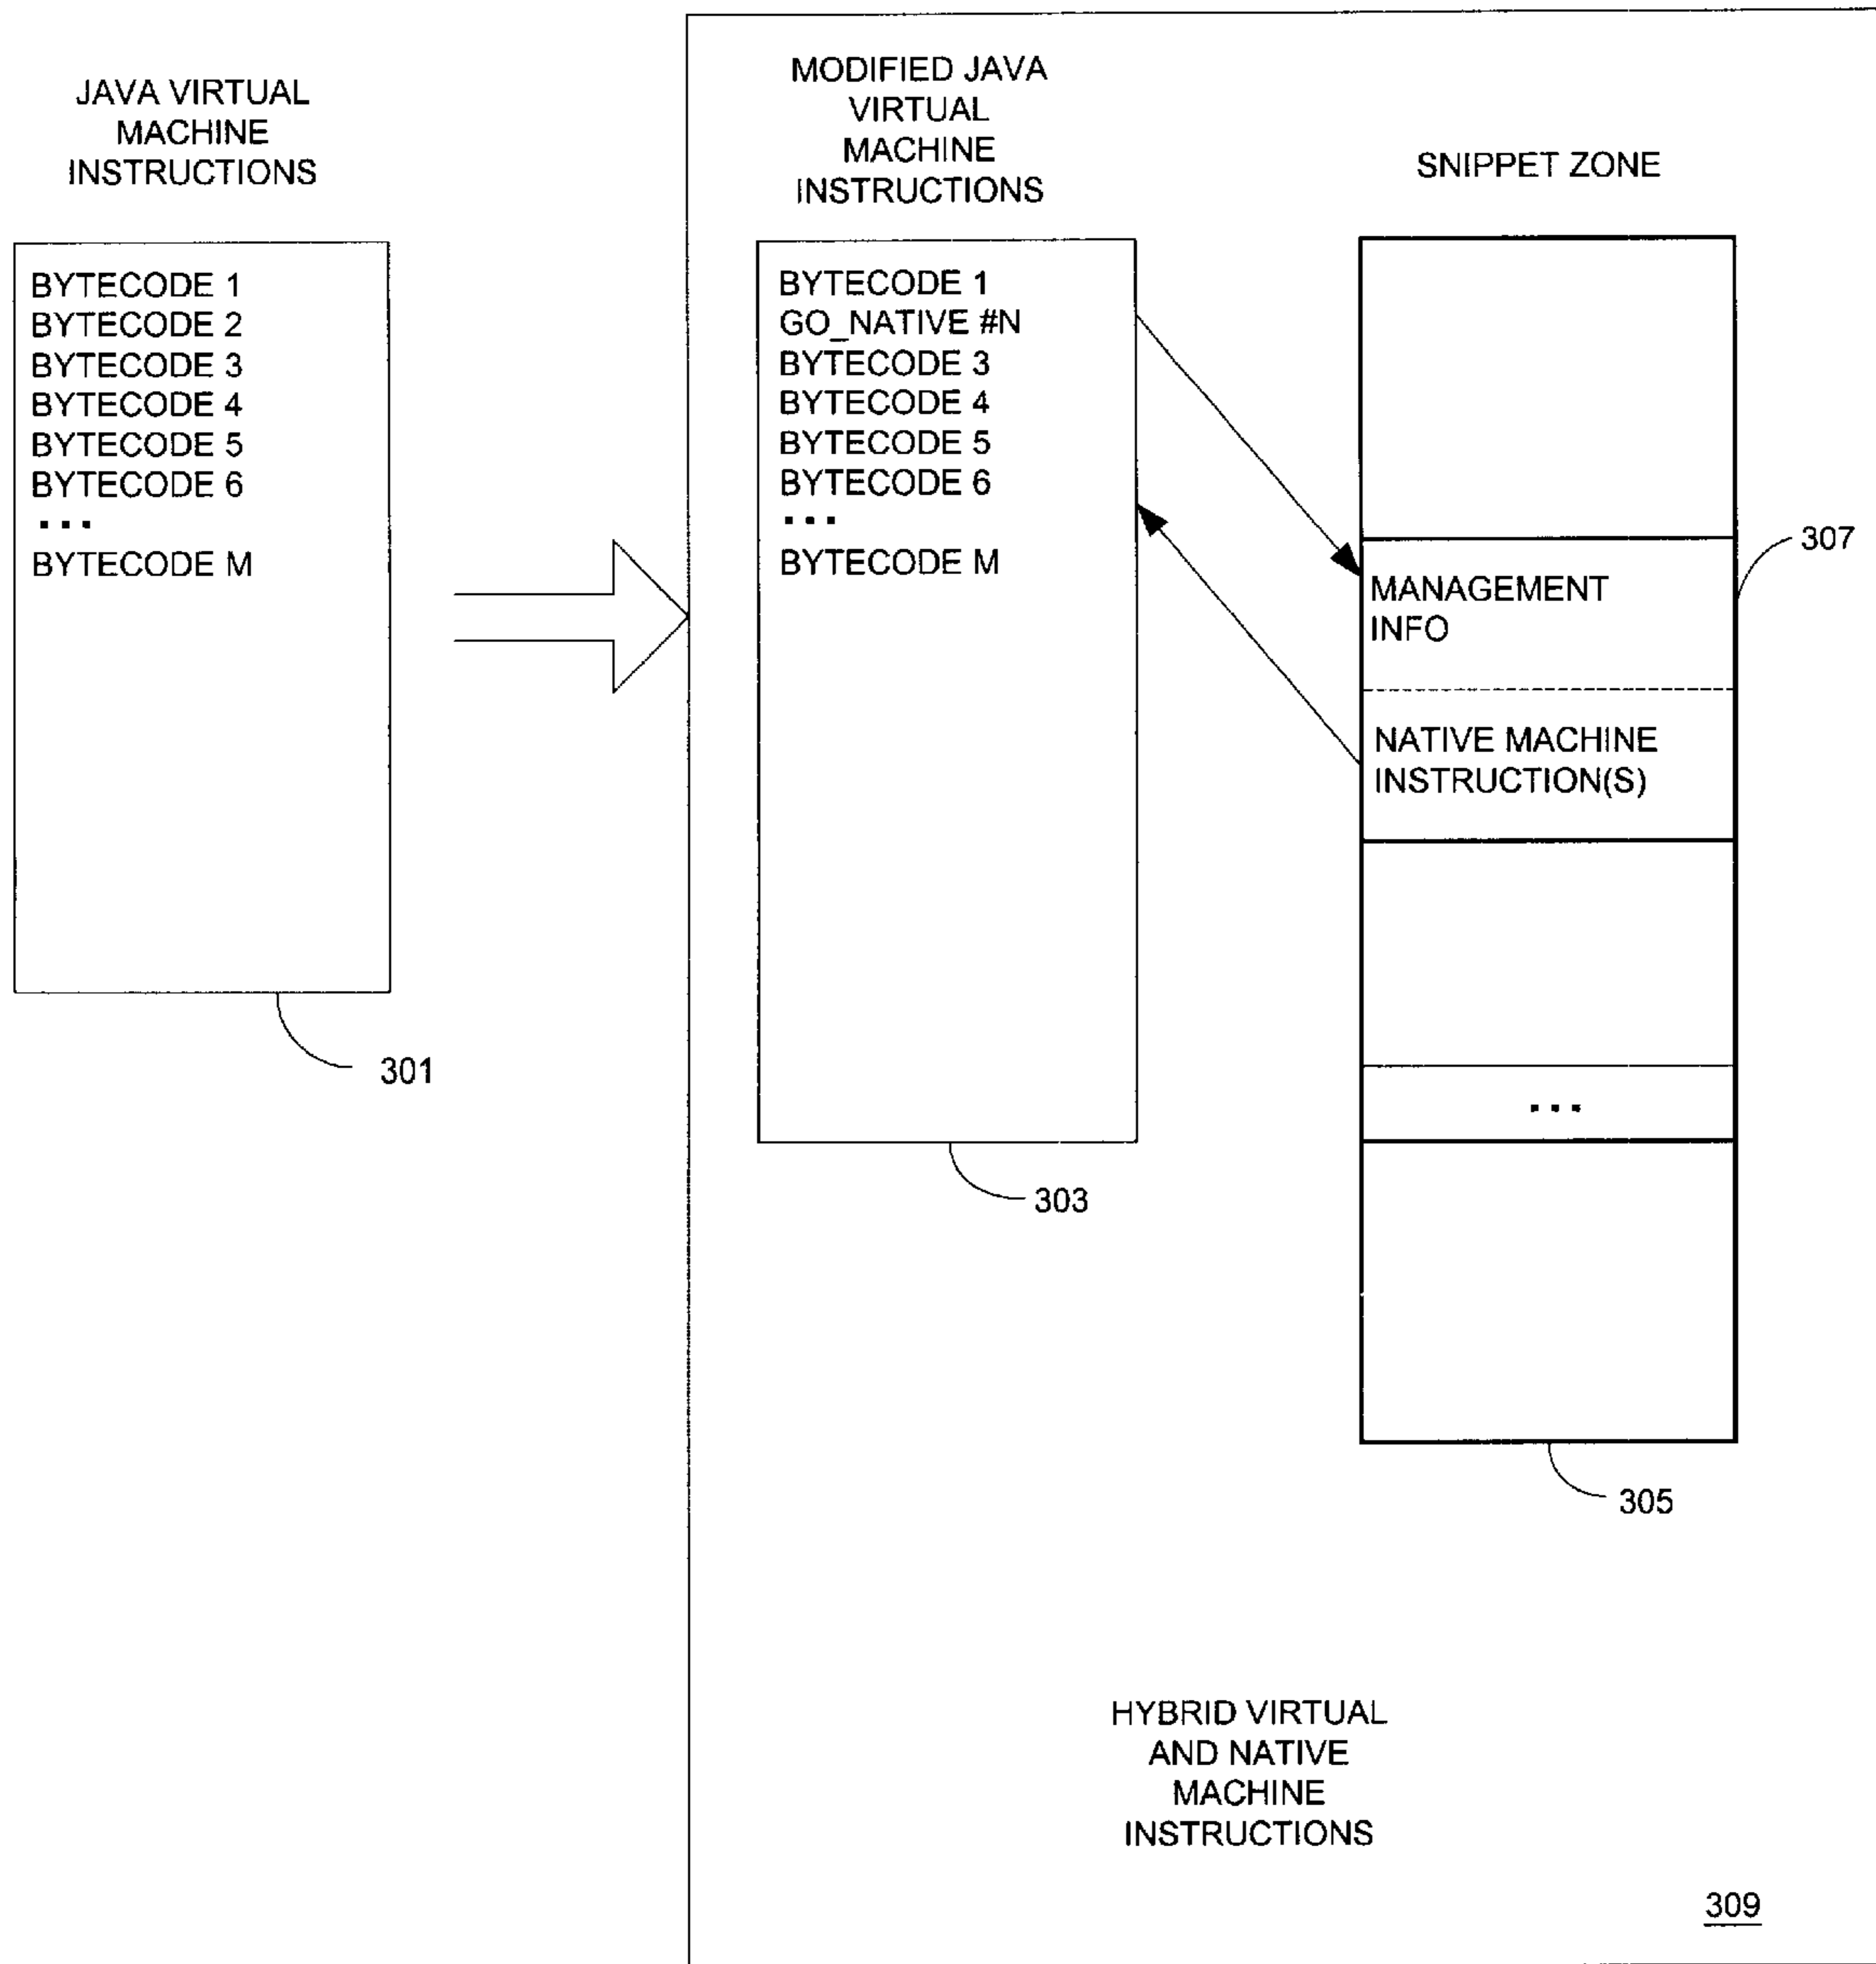 JAVA VIRTUAL
MACHINE
INSTRUCTIONS
BYTECODE 1
BYTECODE 2
BYTECODE 3
BYTECODE 4
BYTECODE 5
BYTECODE 6
...
BYTECODE M
301
MODIFIED JAVA
VIRTUAL
MACHINE
INSTRUCTIONS
BYTECODE 1
GO_NATIVE #N
BYTECODE 3
BYTECODE 4
BYTECODE 5
BYTECODE 6
...
BYTECODE M
303
SNIPPET ZONE
307
MANAGEMENT
INFO
NATIVE MACHINE
INSTRUCTION(S)
...
305
HYBRID VIRTUAL
AND NATIVE
MACHINE
INSTRUCTIONS
309